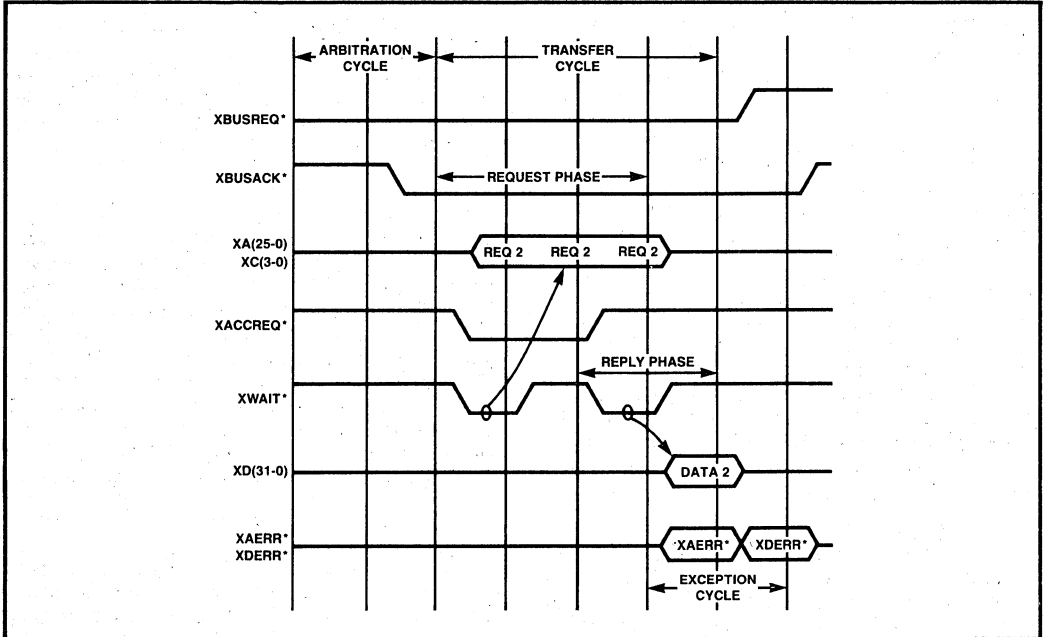 ARBITRATION
CYCLE
TRANSFER
CYCLE
XBUSREQ*
XBUSACK*
REQUEST PHASE
XA(25-0)
XC(3-0)
REQ 2 REQ 2 REQ 2
XACCREQ*
REPLY PHASE
XWAIT*
XD(31-0)
DATA 2
XAERR*
XDERR*
XAERR* XDERR*
EXCEPTION
CYCLE